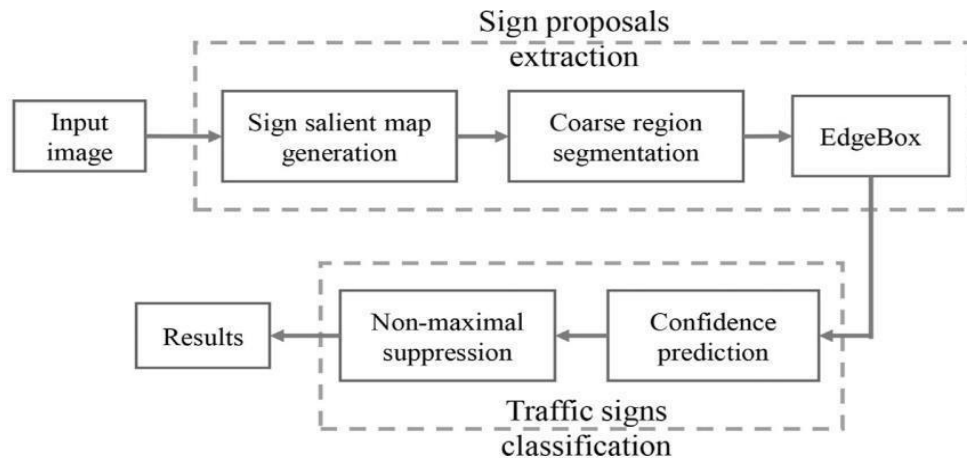 Sign proposals
extraction
Input
image
Sign salient map
generation
Coarse region
segmentation
EdgeBox
Results
Non-maximal
suppression
Confidence
prediction
Traffic signs
classification